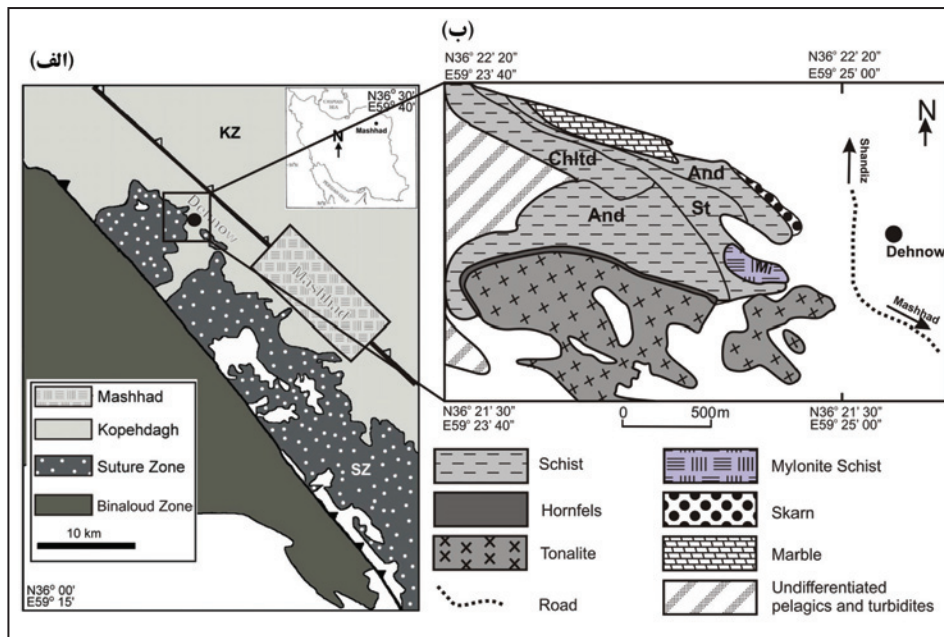 (الف)
N36° 30'
E59° 40'
CASPIAN
SEA
Mashhad
N
KZ
Dehnow
Mashhad
SZ
Mashhad
Kopehdagh
Suture Zone
Binaloud Zone
10 km
N36° 00'
E59° 15'
(ب)
N36° 22' 20"
E59° 23' 40"
N36° 22' 20"
E59° 25' 00"
N
Chltd
And
And
St
Mi
Shandiz
Dehnow
Mashhad
N36° 21' 30"
E59° 23' 40"
0 500m
N36° 21' 30"
E59° 25' 00"
Schist
Hornfels
Tonalite
Road
Mylonite Schist
Skarn
Marble
Undifferentiated
pelagics and turbidites